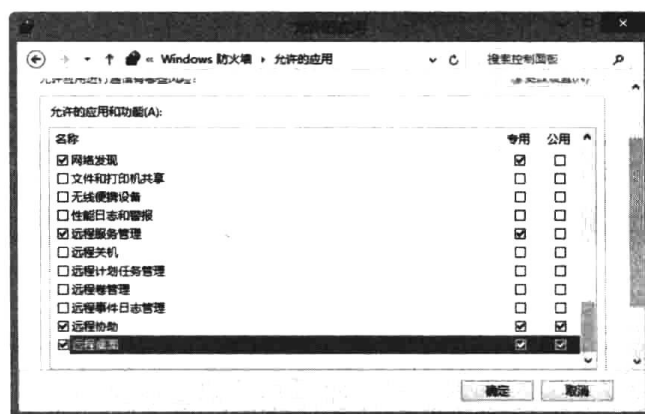 « Windows 防火墙 › 允许的应用
搜索控制面板
允许的应用和功能(A):
名称 专用 公用
网络发现
文件和打印机共享
无线便携设备
性能日志和警报
远程服务管理
远程关机
远程计划任务管理
远程卷管理
远程事件日志管理
远程协助
远程桌面
确定 取消